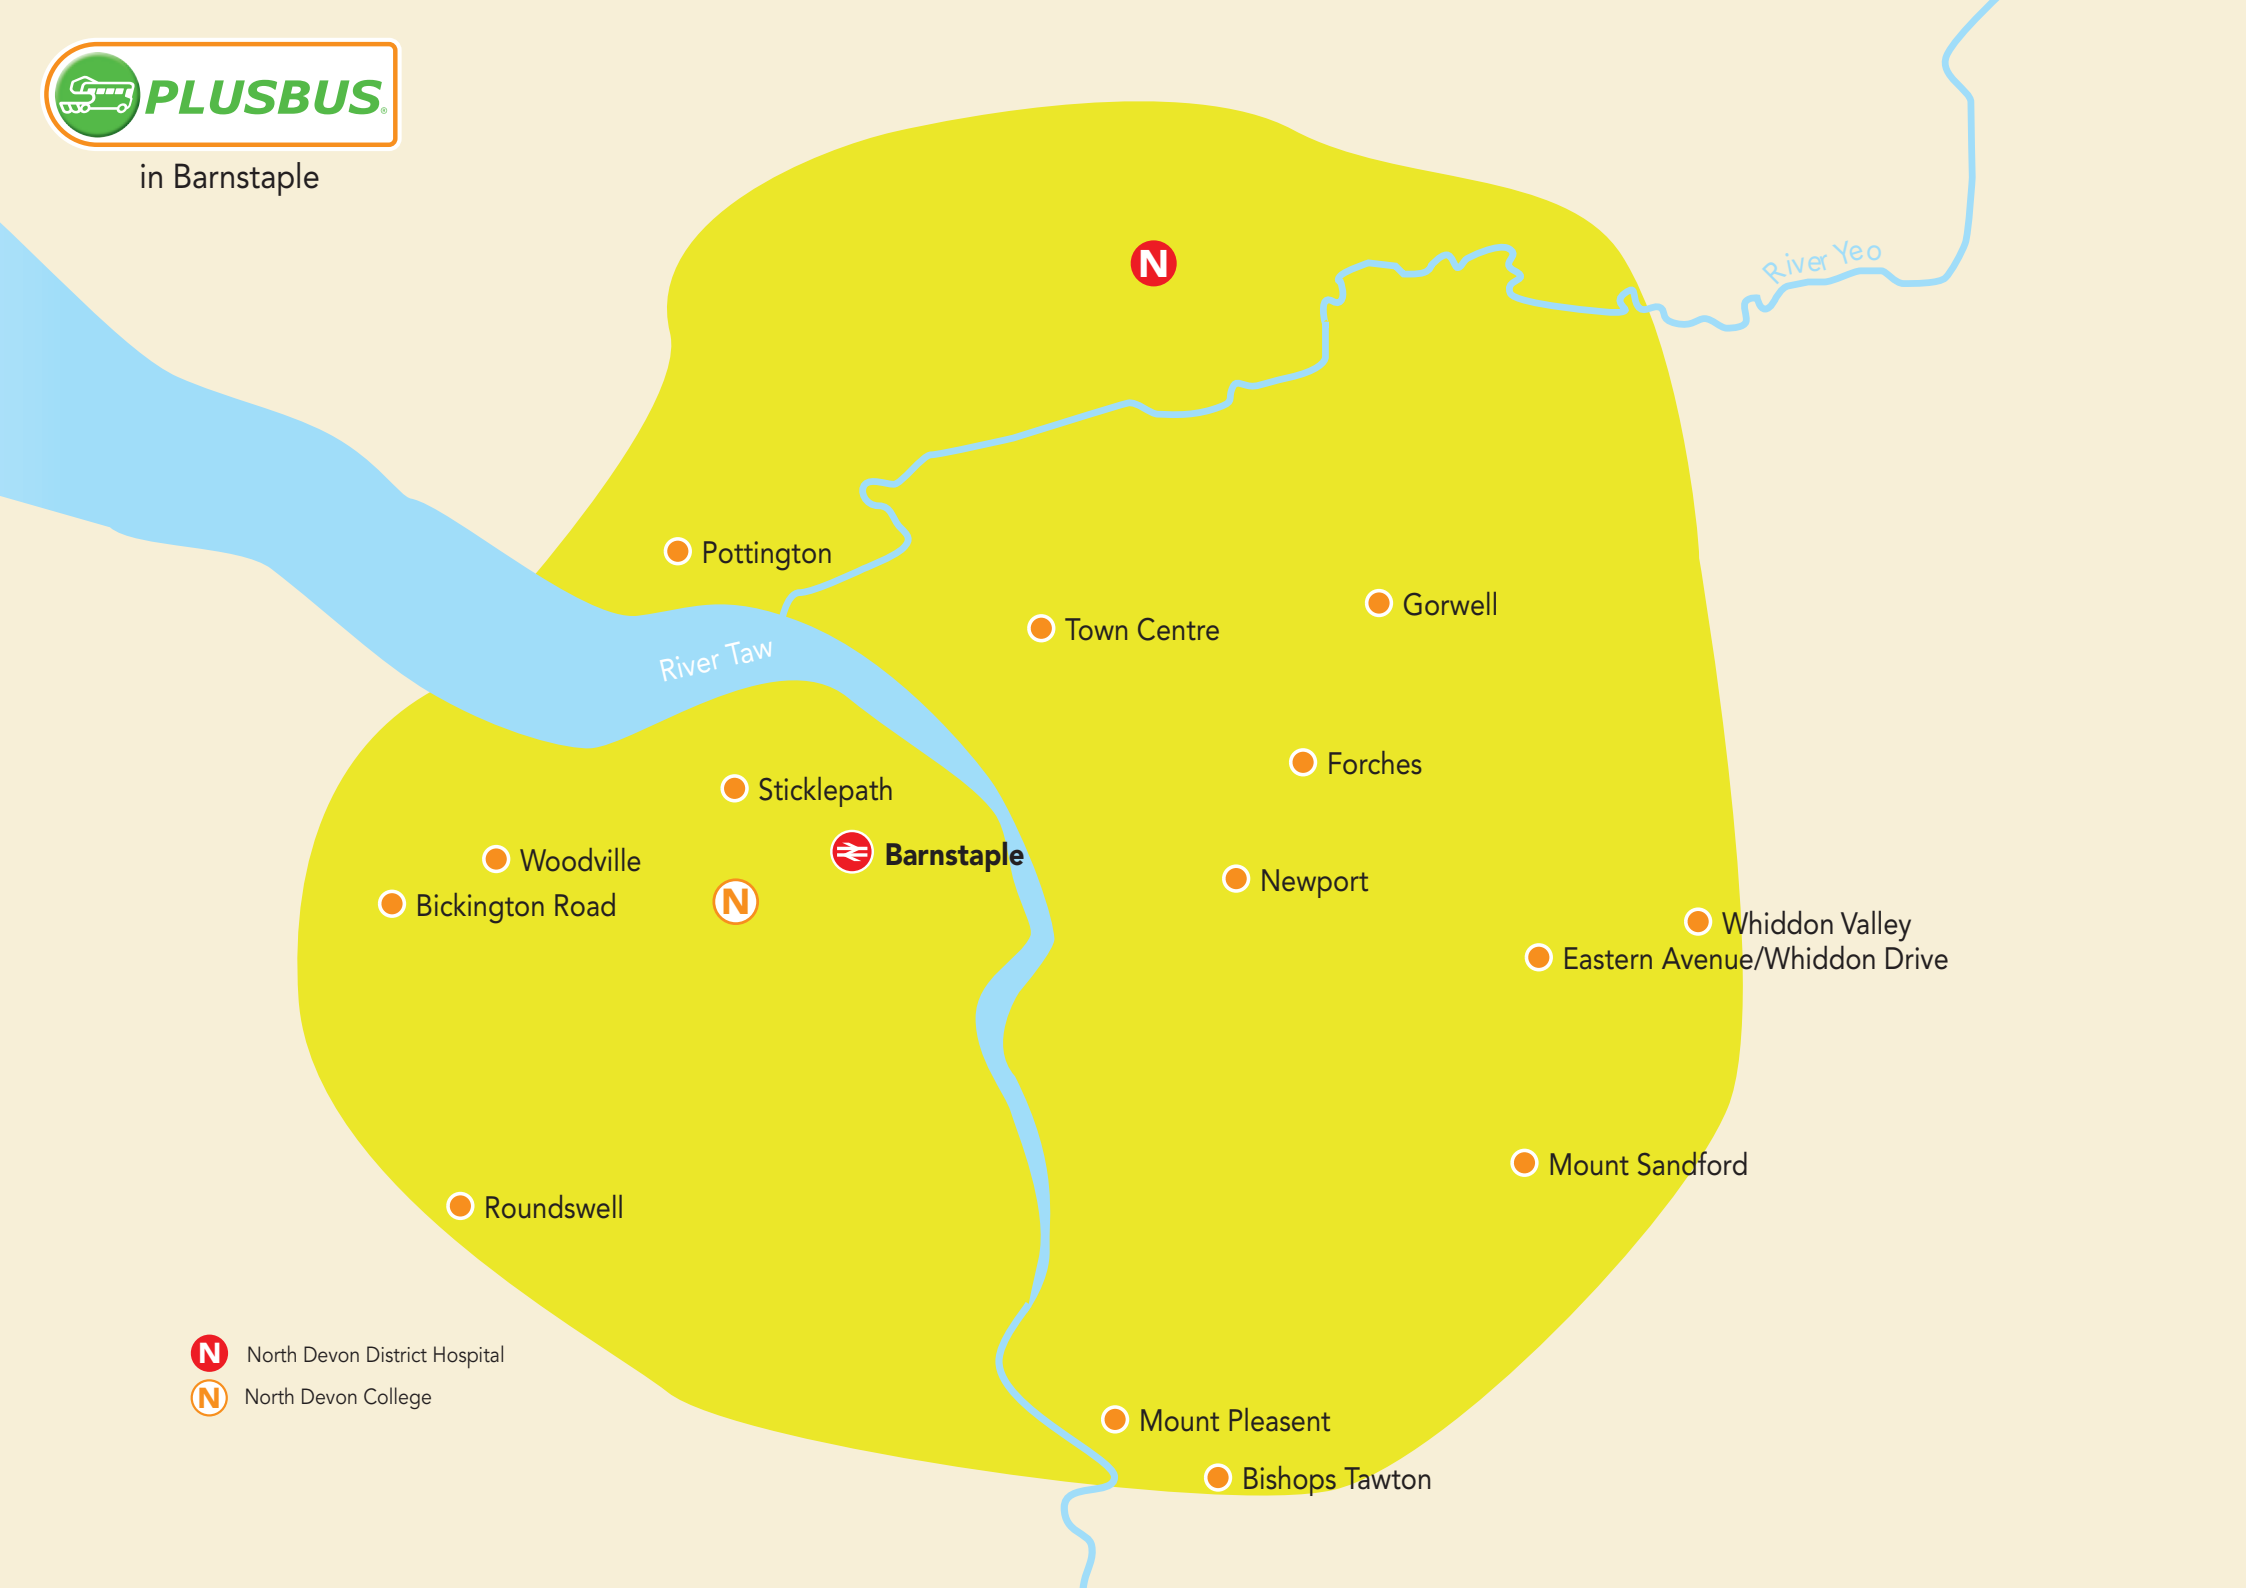 PLUSBUS®
in Barnstaple
River Yeo
N
Pottington
Gorwell
Town Centre
River Taw
Forches
Sticklepath
Barnstaple
Woodville
Newport
N
Bickington Road
Whiddon Valley
Eastern Avenue/Whiddon Drive
Mount Sandford
Roundswell
N North Devon District Hospital
N North Devon College
Mount Pleasent
Bishops Tawton